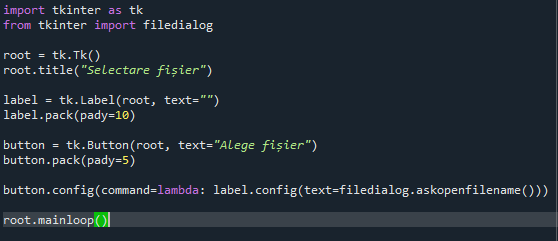 import tkinter as tk
from tkinter import filedialog
root = tk.Tk()
root.title("Selectare fișier")
label = tk.Label(root, text="")
label.pack(pady=10)
button = tk.Button(root, text="Alege fișier")
button.pack(pady=5)
button.config(command=lambda: label.config(text=filedialog.askopenfilename()))
root.mainloop()